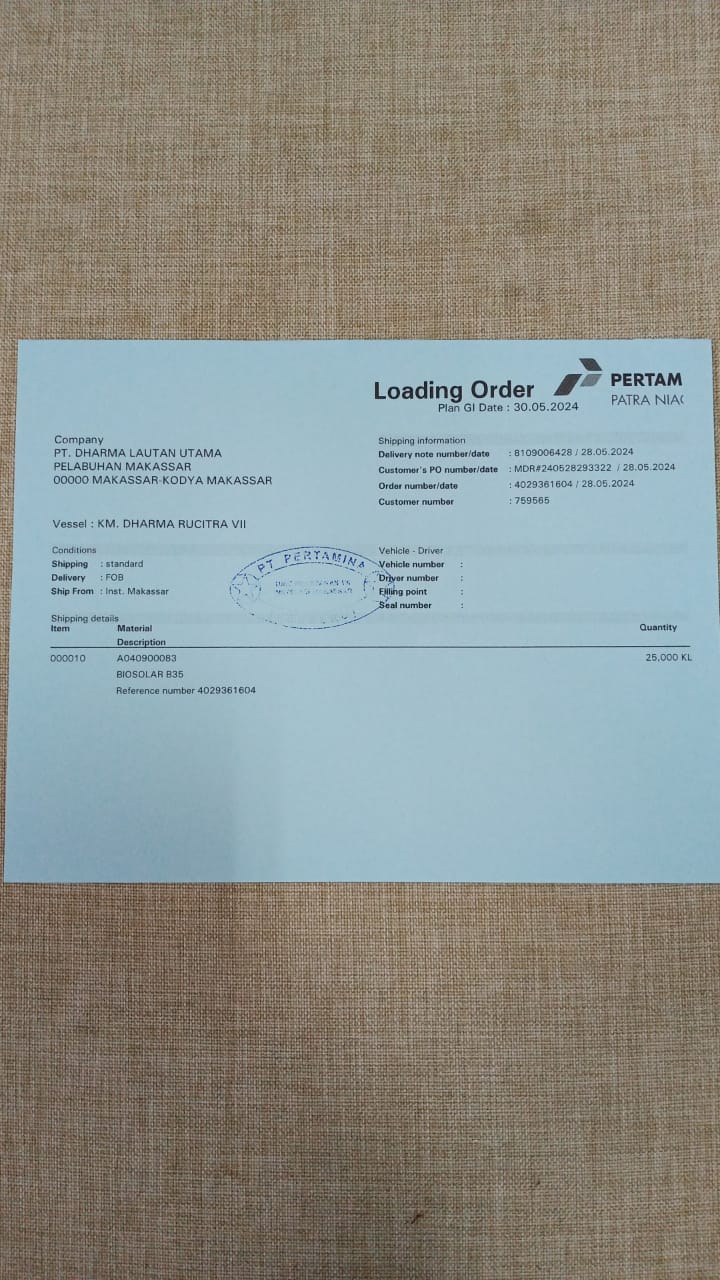 Loading Order
Plan GI Date : 30.05.2024
PERTAM
PATRA NIAG
Company
PT. DHARMA LAUTAN UTAMA
PELABUHAN MAKASSAR
00000 MAKASSAR-KODYA MAKASSAR
Shipping information
Delivery note number/date : 8109006428 / 28.05.2024
Customer's PO number/date : MDR#240528293322 / 28.05.2024
Order number/date : 4029361604 / 28.05.2024
Customer number : 759565
Vessel : KM. DHARMA RUCITRA VII
Conditions
Shipping : standard
Delivery : FOB
Ship From : Inst. Makassar
PT PERTAMINA
Vehicle - Driver
Vehicle number :
Driver number :
Filling point :
Seal number :
Shipping details
Item Material Quantity
Description
000010 A040900083 25,000 KL
BIOSOLAR B35
Reference number 4029361604